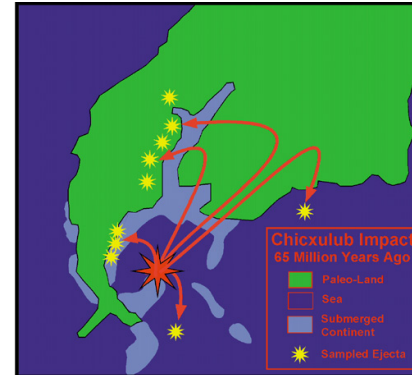 Chicxulub Impact
65 Million Years Ago
Paleo-Land
Sea
Submerged
Continent
Sampled Ejecta